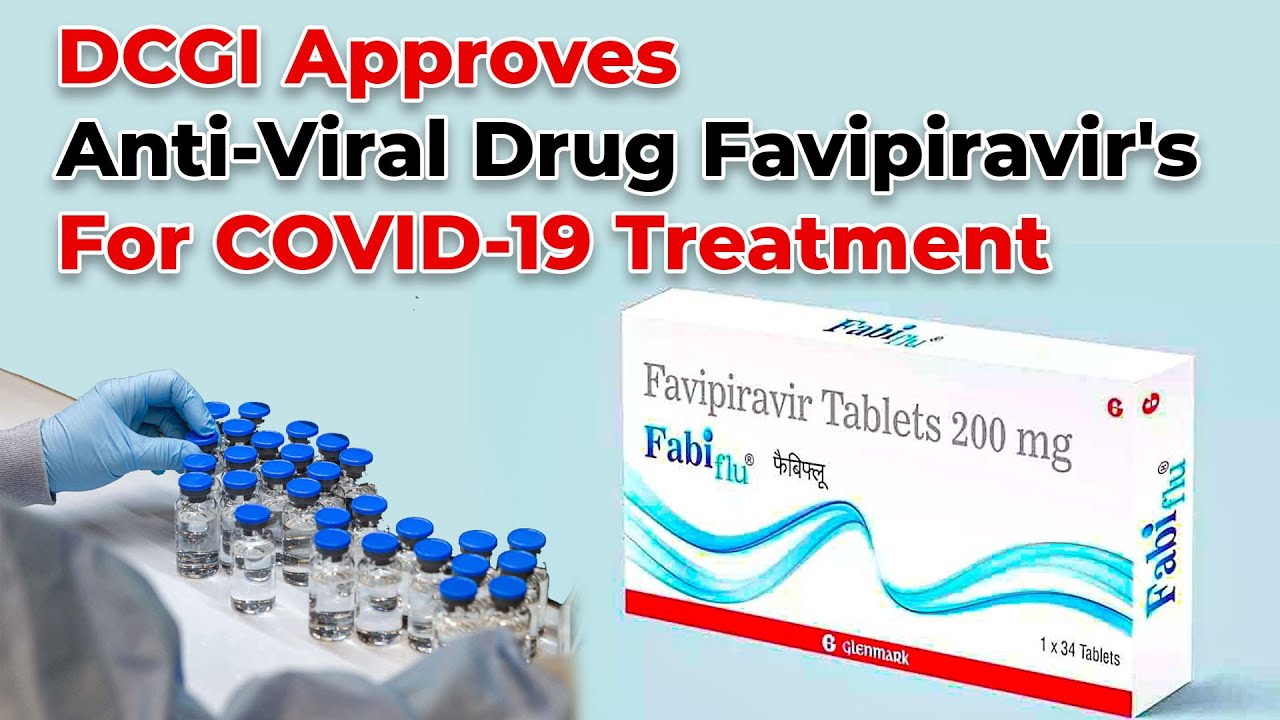 DCGI Approves
Anti-Viral Drug Favipiravir's
For COVID-19 Treatment
Fabiflu®
Favipiravir Tablets 200 mg
Fabiflu® फैबिफ्लू
Fabiflu®
glenmark
1 x 34 Tablets